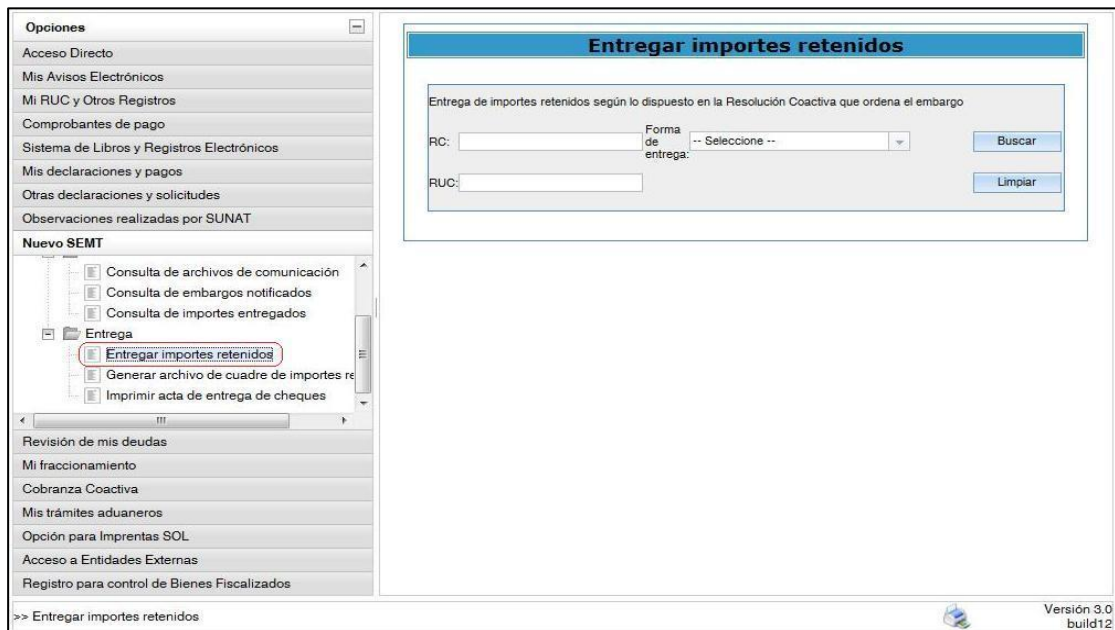 Opciones
Acceso Directo
Mis Avisos Electrónicos
Mi RUC y Otros Registros
Comprobantes de pago
Sistema de Libros y Registros Electrónicos
Mis declaraciones y pagos
Otras declaraciones y solicitudes
Observaciones realizadas por SUNAT
Nuevo SEMT
Consulta de archivos de comunicación
Consulta de embargos notificados
Consulta de importes entregados
Entrega
Entregar importes retenidos
Generar archivo de cuadre de importes re
Imprimir acta de entrega de cheques
Revisión de mis deudas
Mi fraccionamiento
Cobranza Coactiva
Mis trámites aduaneros
Opción para Imprentas SOL
Acceso a Entidades Externas
Registro para control de Bienes Fiscalizados
Entregar importes retenidos
Entrega de importes retenidos según lo dispuesto en la Resolución Coactiva que ordena el embargo
RC:
Forma
de
entrega:
-- Seleccione --
Buscar
RUC:
Limpiar
>> Entregar importes retenidos
Versión 3.0
build12